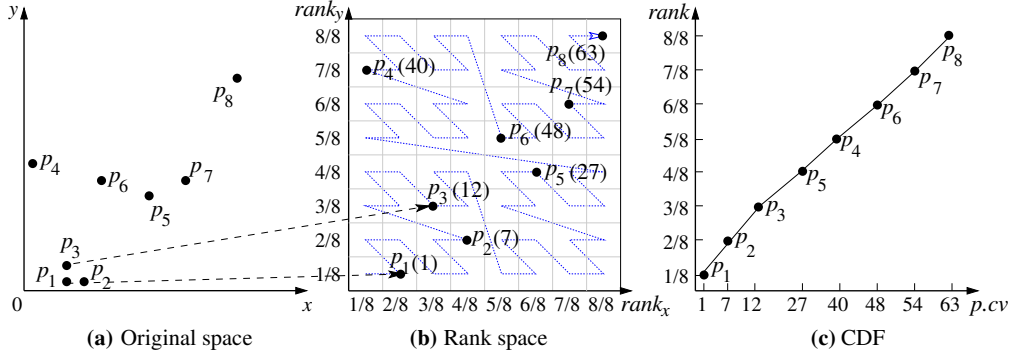 y
p4
p6
p5
p7
p8
p3
p1
p2
0
x
(a) Original space
rank_y
8/8
7/8
6/8
5/8
4/8
3/8
2/8
1/8
p8(63)
p4(40)
p7(54)
p6(48)
p5(27)
p3(12)
p2(7)
p1(1)
1/8 2/8 3/8 4/8 5/8 6/8 7/8 8/8 rank_x
(b) Rank space
rank
8/8
7/8
6/8
5/8
4/8
3/8
2/8
1/8
p8
p7
p6
p4
p5
p3
p2
p1
1 7 12 27 40 48 54 63 p.cv
(c) CDF